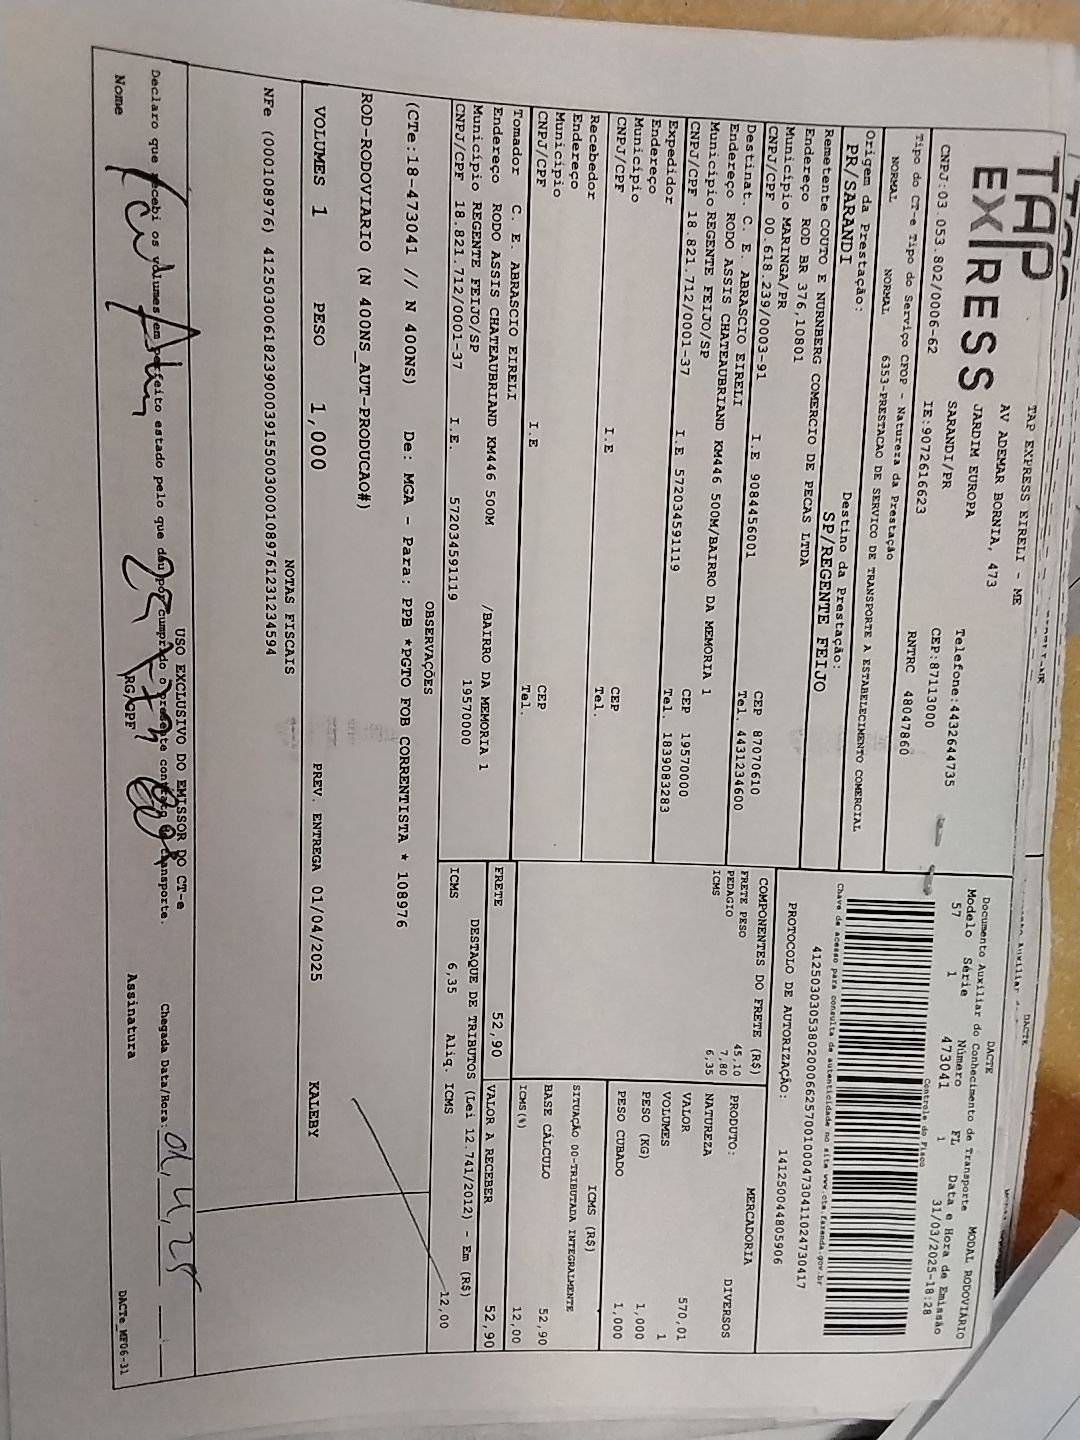 TAP
EXPRESS
TAP EXPRESS EIRELI - ME
AV ADEMAR BORNIA, 473
JARDIM EUROPA
SARANDI/PR
Telefone:4432644735
CEP:87113000
CNPJ:03.053.802/0006-62
IE:9072616623
RNTRC 48047860
Tipo do CT-e Tipo do Serviço CFOP - Natureza da Prestação
NORMAL NORMAL 6353-PRESTACAO DE SERVICO DE TRANSPORTE A ESTABELECIMENTO COMERCIAL
Origem da Prestação: Destino da Prestação:
PR/SARANDI SP/REGENTE FEIJO
Remetente COUTO E NURNBERG COMERCIO DE PECAS LTDA
Endereço ROD BR 376,10801
Município MARINGA/PR CEP 87070610
CNPJ/CPF 00.618.239/0003-91 I.E 9084456001 Tel. 4431234600
Destinat. C. E. ABRASCIO EIRELI
Endereço RODO ASSIS CHATEAUBRIAND KM446 500M/BAIRRO DA MEMORIA 1
Município REGENTE FEIJO/SP CEP 19570000
CNPJ/CPF 18.821.712/0001-37 I.E 572034591119 Tel. 1839083283
Expedidor
Endereço
Município CEP
CNPJ/CPF I.E Tel.
Recebedor
Endereço
Município CEP
CNPJ/CPF I.E Tel.
Tomador C. E. ABRASCIO EIRELI
Endereço RODO ASSIS CHATEAUBRIAND KM446 500M /BAIRRO DA MEMORIA 1
Município REGENTE FEIJO/SP 19570000
CNPJ/CPF 18.821.712/0001-37 I.E. 572034591119
DACTE
Documento Auxiliar do Conhecimento de Transporte MODAL RODOVIÁRIO
Modelo Série Número FL Data e Hora de Emissão
57 1 473041 1 31/03/2025-18:28
Controle do Fisco
Chave de acesso para consulta de autenticidade no site www.cte.fazenda.gov.br
41250303053802000662570010004730411024730417
PROTOCOLO DE AUTORIZAÇÃO: 141250044805906
COMPONENTES DO FRETE (R$)
FRETE PESO 45,10
PEDAGIO 7,80
ICMS 6,35
MERCADORIA
PRODUTO: DIVERSOS
NATUREZA
VALOR 570,01
VOLUMES 1
PESO (KG) 1,000
PESO CUBADO 1,000
ICMS (R$)
SITUAÇÃO 00-TRIBUTADA INTEGRALMENTE
BASE CÁLCULO 52,90
ICMS(%) 12,00
FRETE 52,90 VALOR A RECEBER 52,90
DESTAQUE DE TRIBUTOS (Lei 12.741/2012) - Em (R$)
ICMS 6,35 Aliq. ICMS 12,00
OBSERVAÇÕES
(CTe:18-473041 // N 400NS) De: MGA - Para: PPB *PGTO FOB CORRENTISTA * 108976
ROD-RODOVIARIO (N 400NS_AUT-PRODUCAO#)
VOLUMES 1 PESO 1,000 PREV. ENTREGA 01/04/2025 KALEBY
NOTAS FISCAIS
NFe (000108976) 41250300618239000391550030001089761231234594
USO EXCLUSIVO DO EMISSOR DO CT-e
Declaro que recebi os volumes em perfeito estado pelo que dou por cumprido o presente contrato de transporte.
Chegada Data/Hora:
Nome RG/CPF Assinatura
DACTe_MF06-31